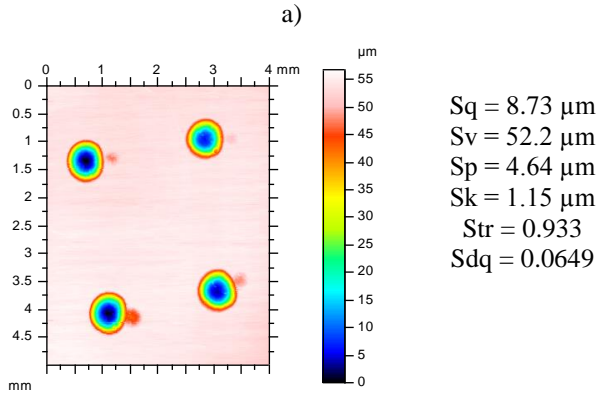 a)
0 1 2 3 4 mm
µm
0
0.5
1
1.5
2
2.5
3
3.5
4
4.5
mm
55
50
45
40
35
30
25
20
15
10
5
0
Sq = 8.73 µm
Sv = 52.2 µm
Sp = 4.64 µm
Sk = 1.15 µm
Str = 0.933
Sdq = 0.0649